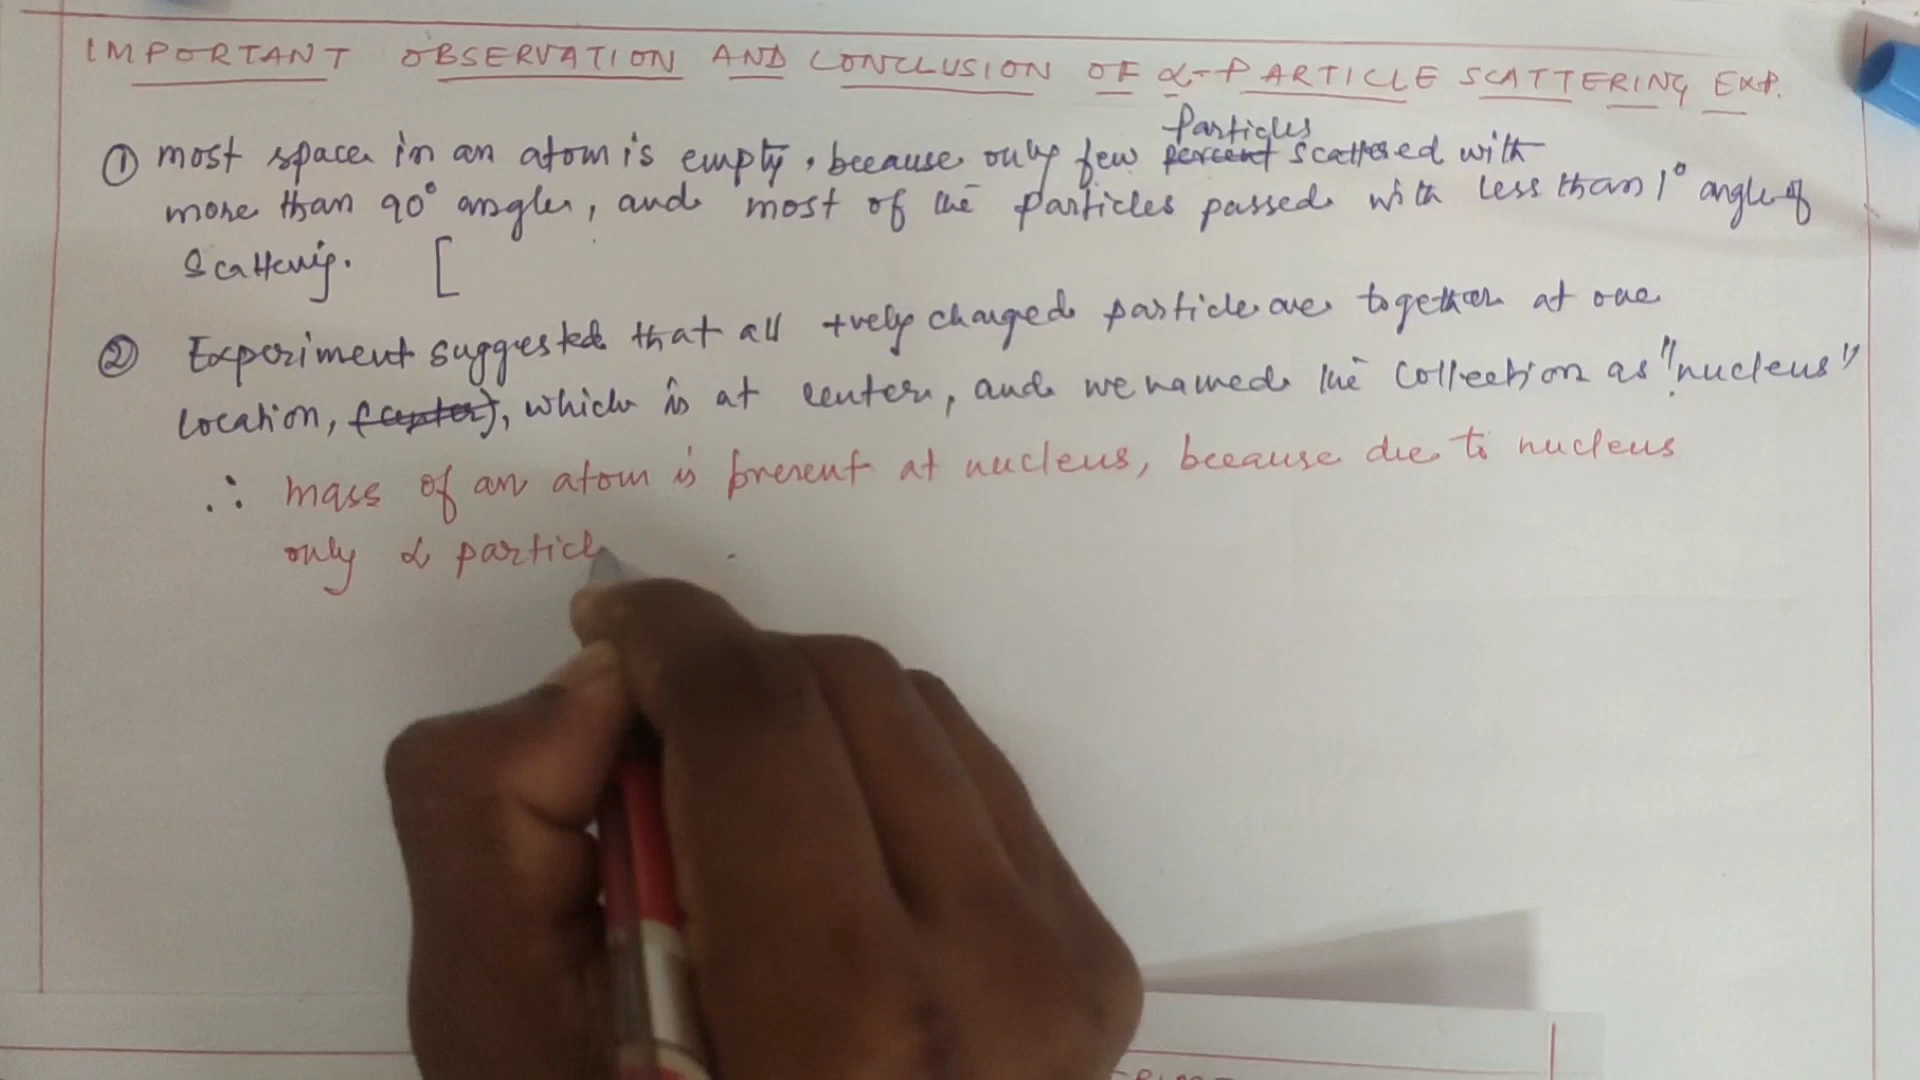 IMPORTANT OBSERVATION AND CONCLUSION OF α-PARTICLE SCATTERING EXP.
① most space in an atom is empty, because only few particles percent scattered with
more than 90° angle, and most of the particles passed with less than 1° angle of
scattering. [
② Experiment suggested that all +vely charged particle are together at one
location, (center), which is at center, and we named the collection as "nucleus"
∴ mass of an atom is present at nucleus, because due to nucleus
only α particl